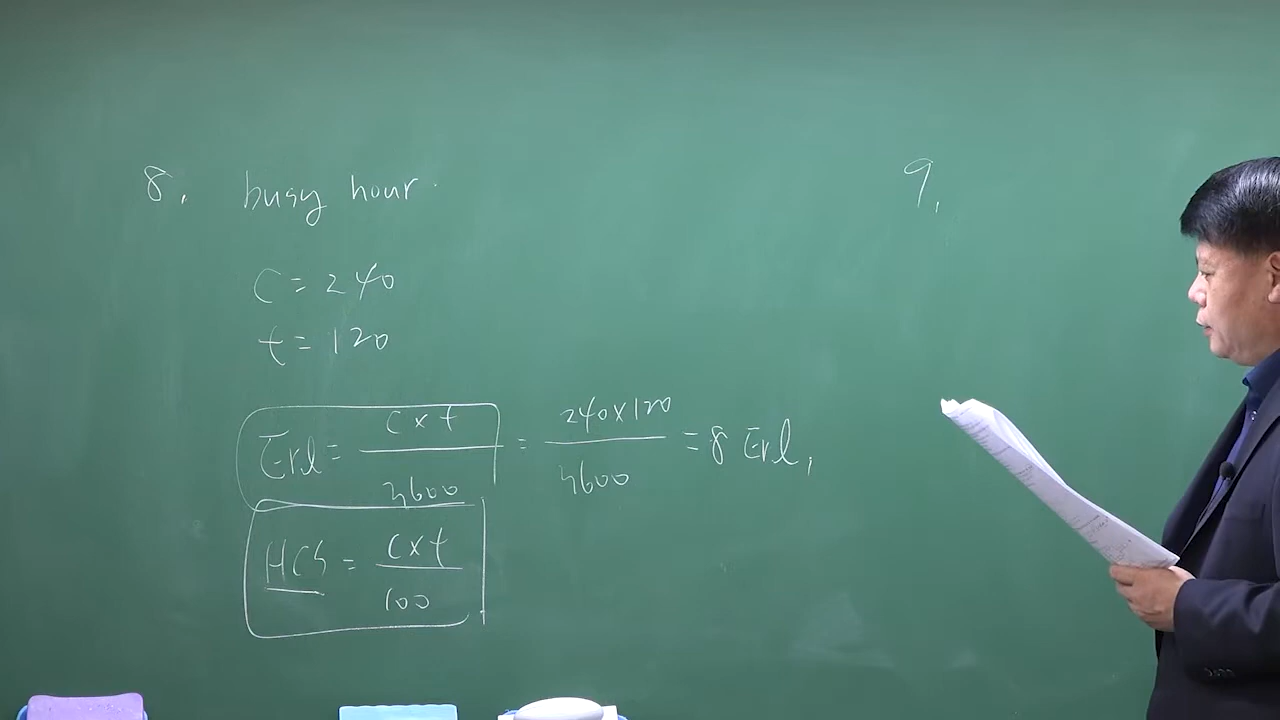 8. busy hour.
C = 240
t = 120
Erl = C × t / 3600 = 240 × 120 / 3600 = 8 Erl,
HCS = C × t / 100
9,